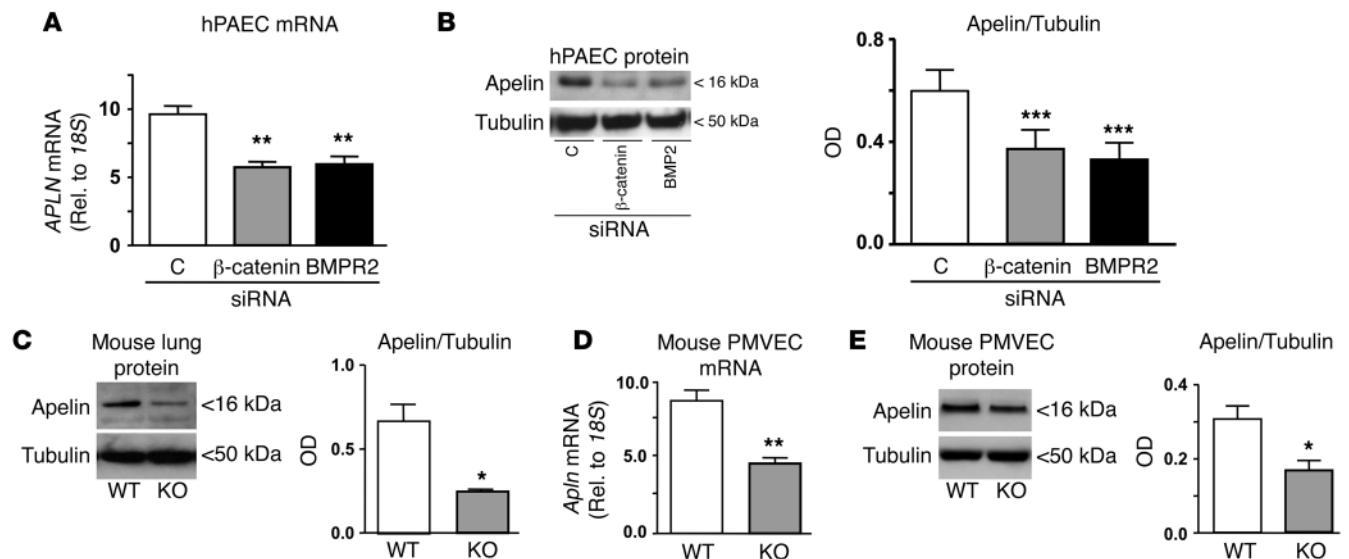 A
hPAEC mRNA
APLN mRNA
(Rel. to 18S)
10
5
0
**
**
C β-catenin BMPR2
siRNA
B
hPAEC protein
Apelin
< 16 kDa
Tubulin
< 50 kDa
C
β-catenin
BMP2
siRNA
Apelin/Tubulin
OD
0.8
0.4
0.0
***
***
C β-catenin BMPR2
siRNA
C
Mouse lung
protein
Apelin
<16 kDa
Tubulin
<50 kDa
WT KO
Apelin/Tubulin
OD
1.0
0.5
0.0
*
WT KO
D
Mouse PMVEC
mRNA
Apln mRNA
(Rel. to 18S)
10.0
5.0
0.0
**
WT KO
E
Mouse PMVEC
protein
Apelin
<16 kDa
Tubulin
<50 kDa
WT KO
Apelin/Tubulin
OD
0.4
0.2
0.0
*
WT KO